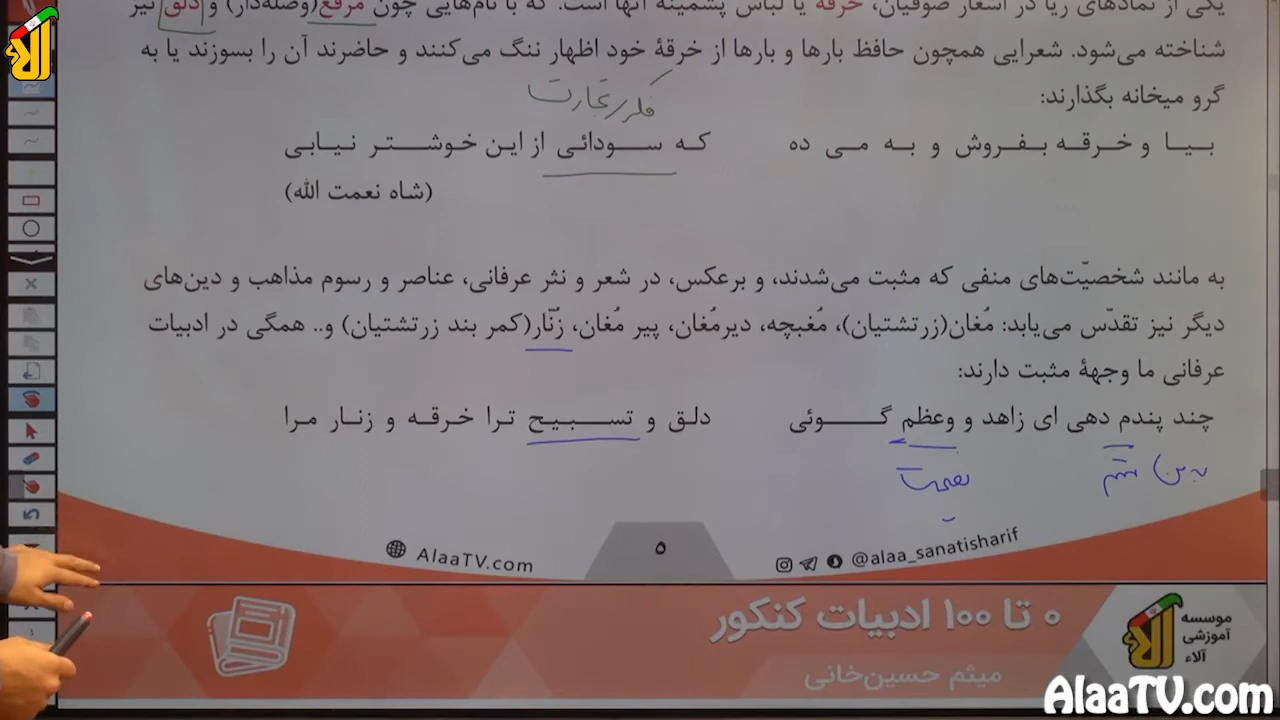 یکی از نمادهای ریا در اشعار صوفیان، خرقه یا لباس پشمینه آنها است. که با نام‌هایی چون مرقع(وصله‌دار) و دلق نیز
شناخته می‌شود. شعرایی همچون حافظ بارها و بارها از خرقهٔ خود اظهار ننگ می‌کنند و حاضرند آن را بسوزند یا به
گرو میخانه بگذارند:
فکر تجارت
بیا و خرقه بفروش و به می ده که سودائی از این خوشتر نیابی
(شاه نعمت الله)
به مانند شخصیّت‌های منفی که مثبت می‌شدند، و برعکس، در شعر و نثر عرفانی، عناصر و رسوم مذاهب و دین‌های
دیگر نیز تقدّس می‌یابد: مُغان(زرتشتیان)، مُغبچه، دیرمُغان، پیر مُغان، زُنّار(کمر بند زرتشتیان) و.. همگی در ادبیات
عرفانی ما وجههٔ مثبت دارند:
چند پندم دهی ای زاهد و وعظم گوئی دلق و تسبیح ترا خرقه و زنار مرا
به من نصیحت
AlaaTV.com
۵
@alaa_sanatisharif
۰ تا ۱۰۰ ادبیات کنکور
میثم حسین‌خانی
موسسه
آموزشی
آلاء
AlaaTV.com